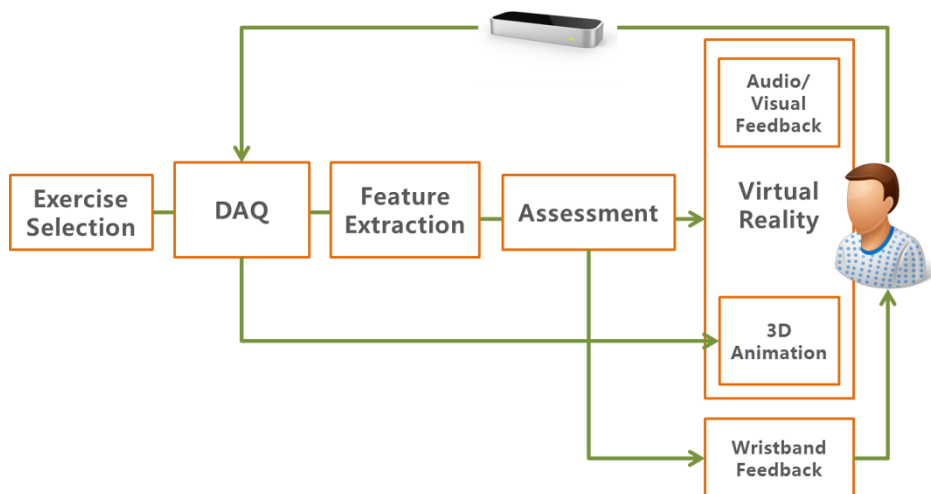 Audio/
Visual
Feedback
Exercise
Selection
DAQ
Feature
Extraction
Assessment
Virtual
Reality
3D
Animation
Wristband
Feedback